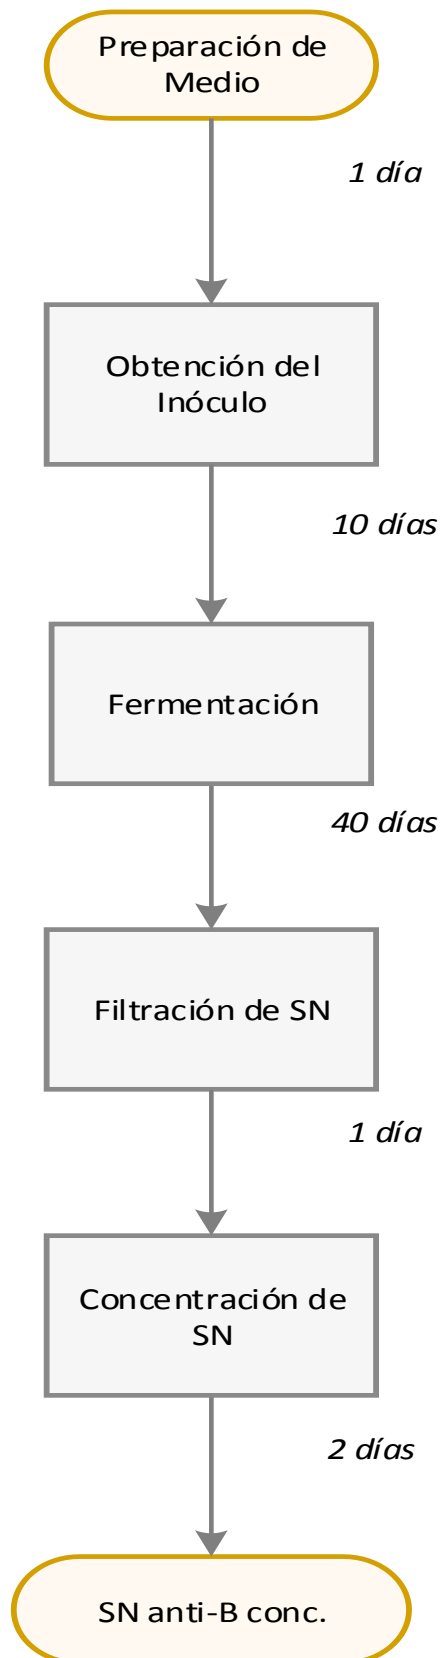 Preparación de
Medio
1 día
Obtención del
Inóculo
10 días
Fermentación
40 días
Filtración de SN
1 día
Concentración de
SN
2 días
SN anti-B conc.